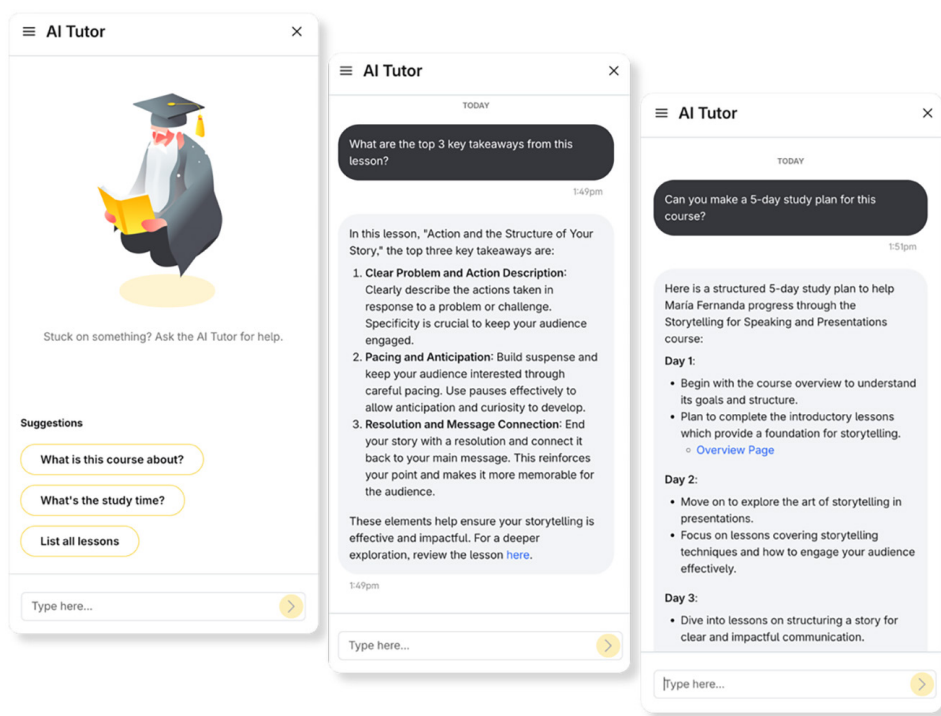 AI Tutor
Stuck on something? Ask the AI Tutor for help.
Suggestions
What is this course about?
What's the study time?
List all lessons
Type here...
AI Tutor
TODAY
What are the top 3 key takeaways from this
lesson?
1:49pm
In this lesson, "Action and the Structure of Your
Story," the top three key takeaways are:
1. Clear Problem and Action Description:
Clearly describe the actions taken in
response to a problem or challenge.
Specificity is crucial to keep your audience
engaged.
2. Pacing and Anticipation: Build suspense and
keep your audience interested through
careful pacing. Use pauses effectively to
allow anticipation and curiosity to develop.
3. Resolution and Message Connection: End
your story with a resolution and connect it
back to your main message. This reinforces
your point and makes it more memorable for
the audience.
These elements help ensure your storytelling is
effective and impactful. For a deeper
exploration, review the lesson here.
1:49pm
Type here...
AI Tutor
TODAY
Can you make a 5-day study plan for this
course?
1:51pm
Here is a structured 5-day study plan to help
María Fernanda progress through the
Storytelling for Speaking and Presentations
course:
Day 1:
• Begin with the course overview to understand
its goals and structure.
• Plan to complete the introductory lessons
which provide a foundation for storytelling.
◦ Overview Page
Day 2:
• Move on to explore the art of storytelling in
presentations.
• Focus on lessons covering storytelling
techniques and how to engage your audience
effectively.
Day 3:
• Dive into lessons on structuring a story for
clear and impactful communication.
Type here...